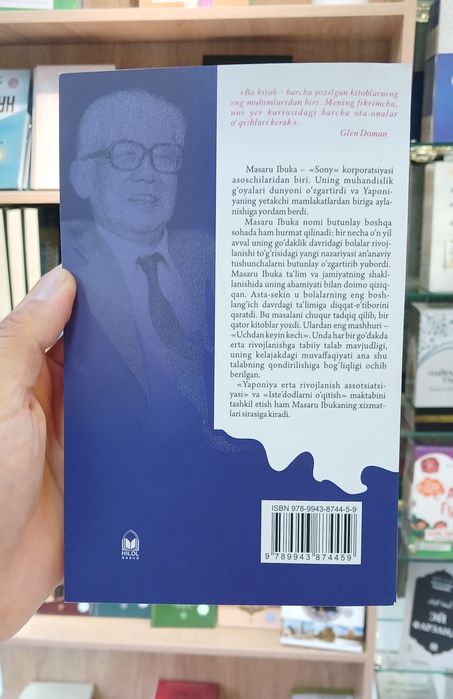 «Bu kitob – barcha yozilgan kitoblarning
eng muhimlaridan biri. Mening fikrimcha,
uni yer kurrasidagi barcha ota-onalar
o‘qishlari kerak».
Glen Doman
Masaru Ibuka – «Sony» korporatsiyasi
asoschilaridan biri. Uning muhandislik
g‘oyalari dunyoni o‘zgartirdi va Yaponi-
yaning yetakchi mamlakatlardan biriga ayla-
nishiga yordam berdi.
Masaru Ibuka nomi butunlay boshqa
sohada ham hurmat qilinadi: bir necha o‘n yil
avval uning go‘daklik davridagi bolalar rivoj-
lanishi to‘g‘risidagi yangi nazariyasi an’anaviy
tushunchalarni butunlay o‘zgartirib yubordi.
Masaru Ibuka ta’lim va jamiyatning shakl-
lanishida uning ahamiyati bilan doimo qiziq-
qan. Asta-sekin u bolalarning eng bosh-
lang‘ich davrdagi ta’limiga diqqat-e’tiborini
qaratdi. Bu masalani chuqur tadqiq qilib, bir
qator kitoblar yozdi. Ulardan eng mashhuri –
«Uchdan keyin kech». Unda har bir go‘dakda
erta rivojlanishga tabiiy talab mavjudligi,
uning kelajakdagi muvaffaqiyati ana shu
talabning qondirilishiga bog‘liqligi ochib
berilgan.
«Yaponiya erta rivojlanish assotsiatsi-
yasi» va «Iste’dodlarni o‘qitish» maktabini
tashkil etish ham Masaru Ibukaning xizmat-
lari sirasiga kiradi.
ISBN 978-9943-8744-5-9
9 789943 874459
HILOL
NASHR
ЭЙ
ФАРЗАНД